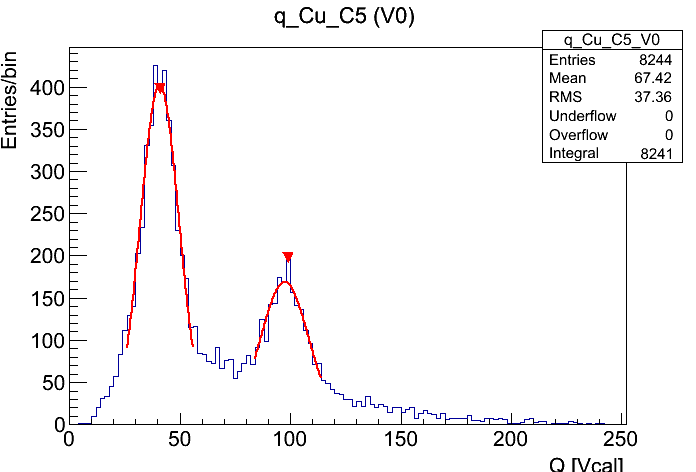 q_Cu_C5 (V0)
q_Cu_C5_V0
Entries 8244
Mean 67.42
RMS 37.36
Underflow 0
Overflow 0
Integral 8241
Entries/bin
400
350
300
250
200
150
100
50
0
0 50 100 150 200 250
Q [Vcal]